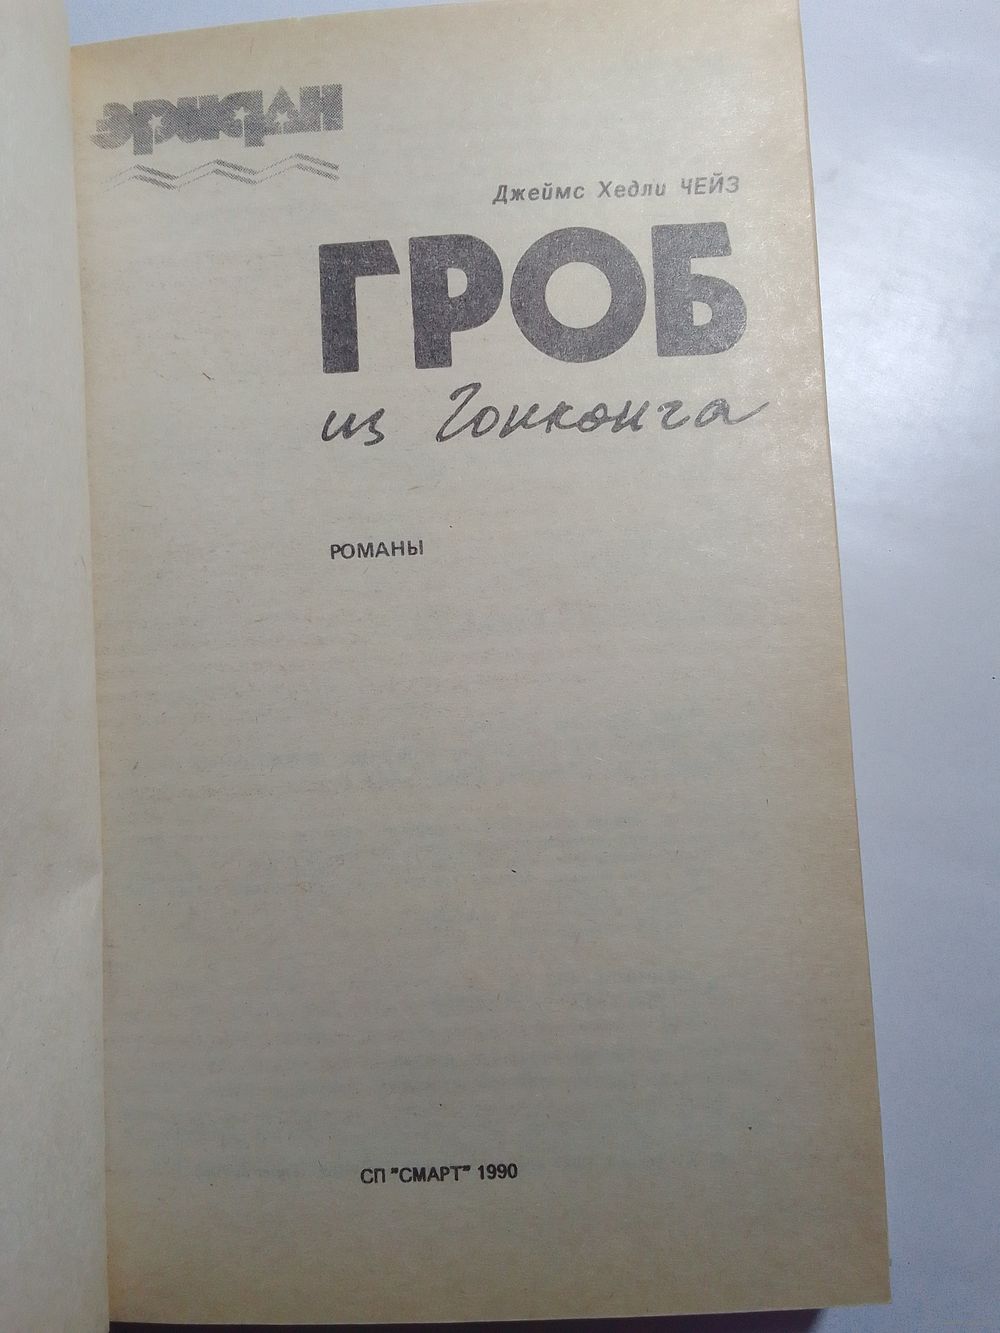 эридан
Джеймс Хедли ЧЕЙЗ
ГРОБ
из Гонконга
РОМАНЫ
СП "СМАРТ" 1990